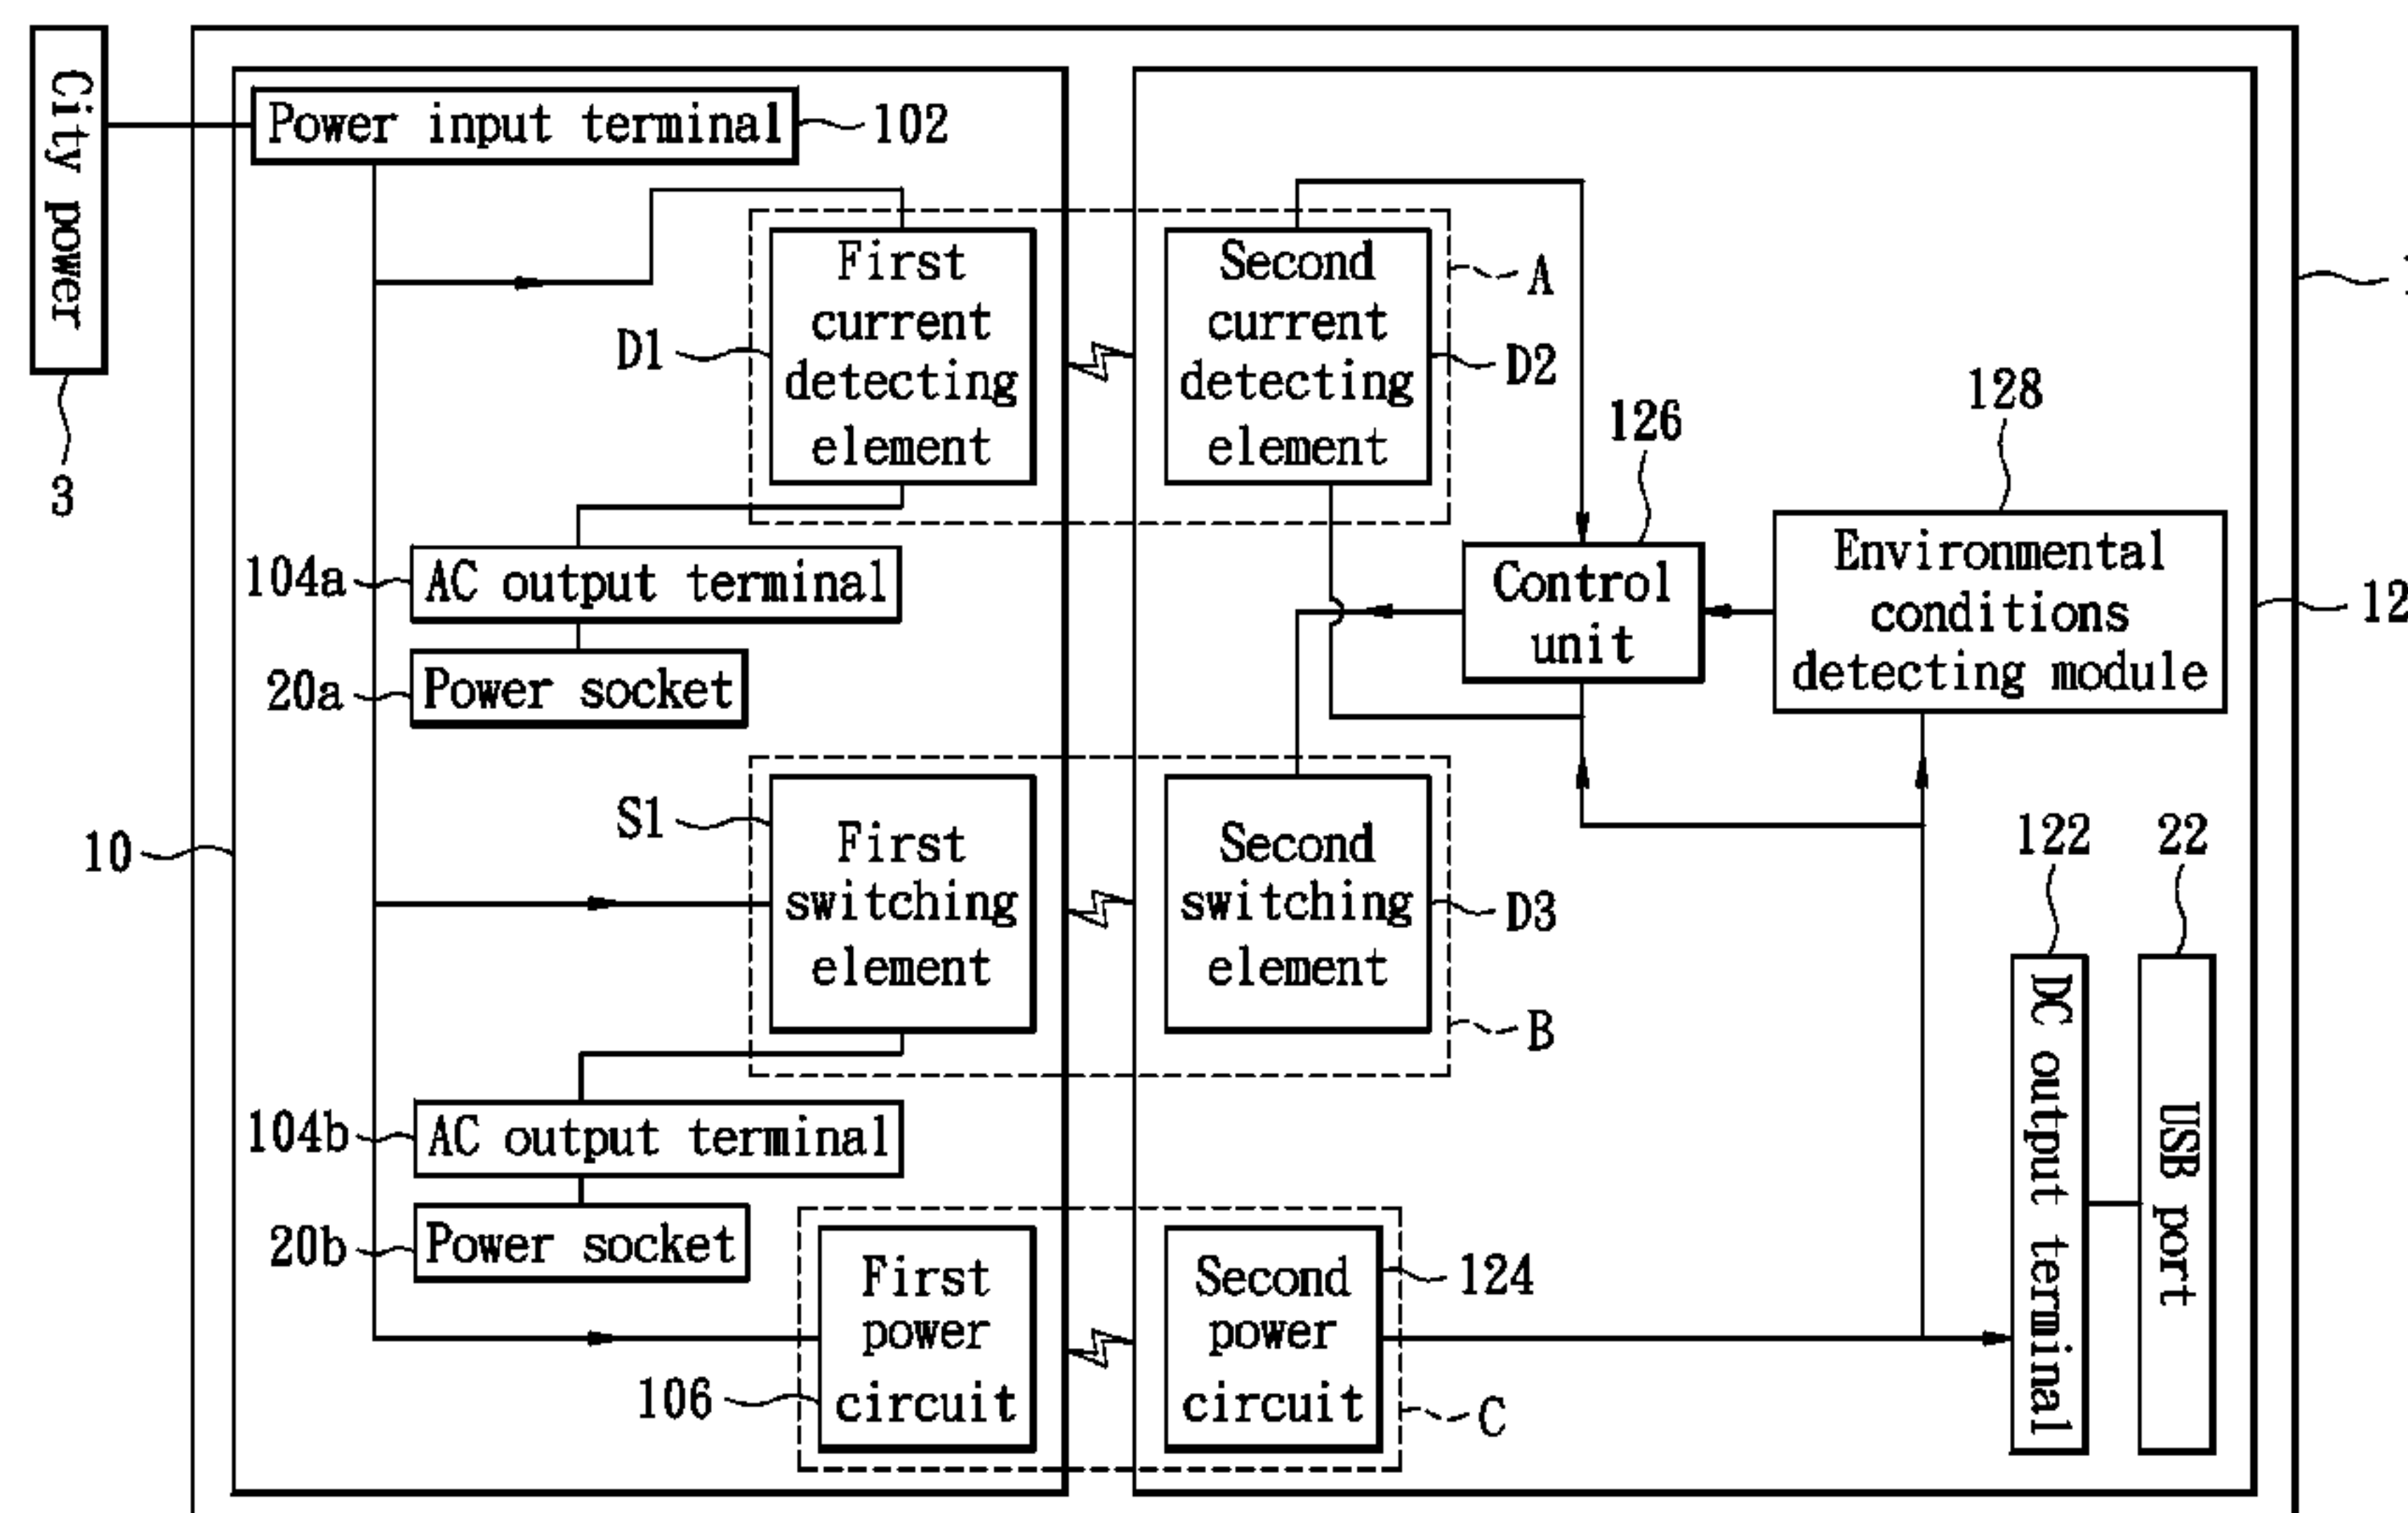 City power
3
Power input terminal
102
First
current
detecting
element
D1
Second
current
detecting
element
A
D2
104a
AC output terminal
20a
Power socket
126
Control
unit
128
Environmental
conditions
detecting module
12
10
S1
First
switching
element
Second
switching
element
D3
B
104b
AC output terminal
20b
Power socket
First
power
circuit
106
Second
power
circuit
124
C
122
DC output terminal
22
USB port